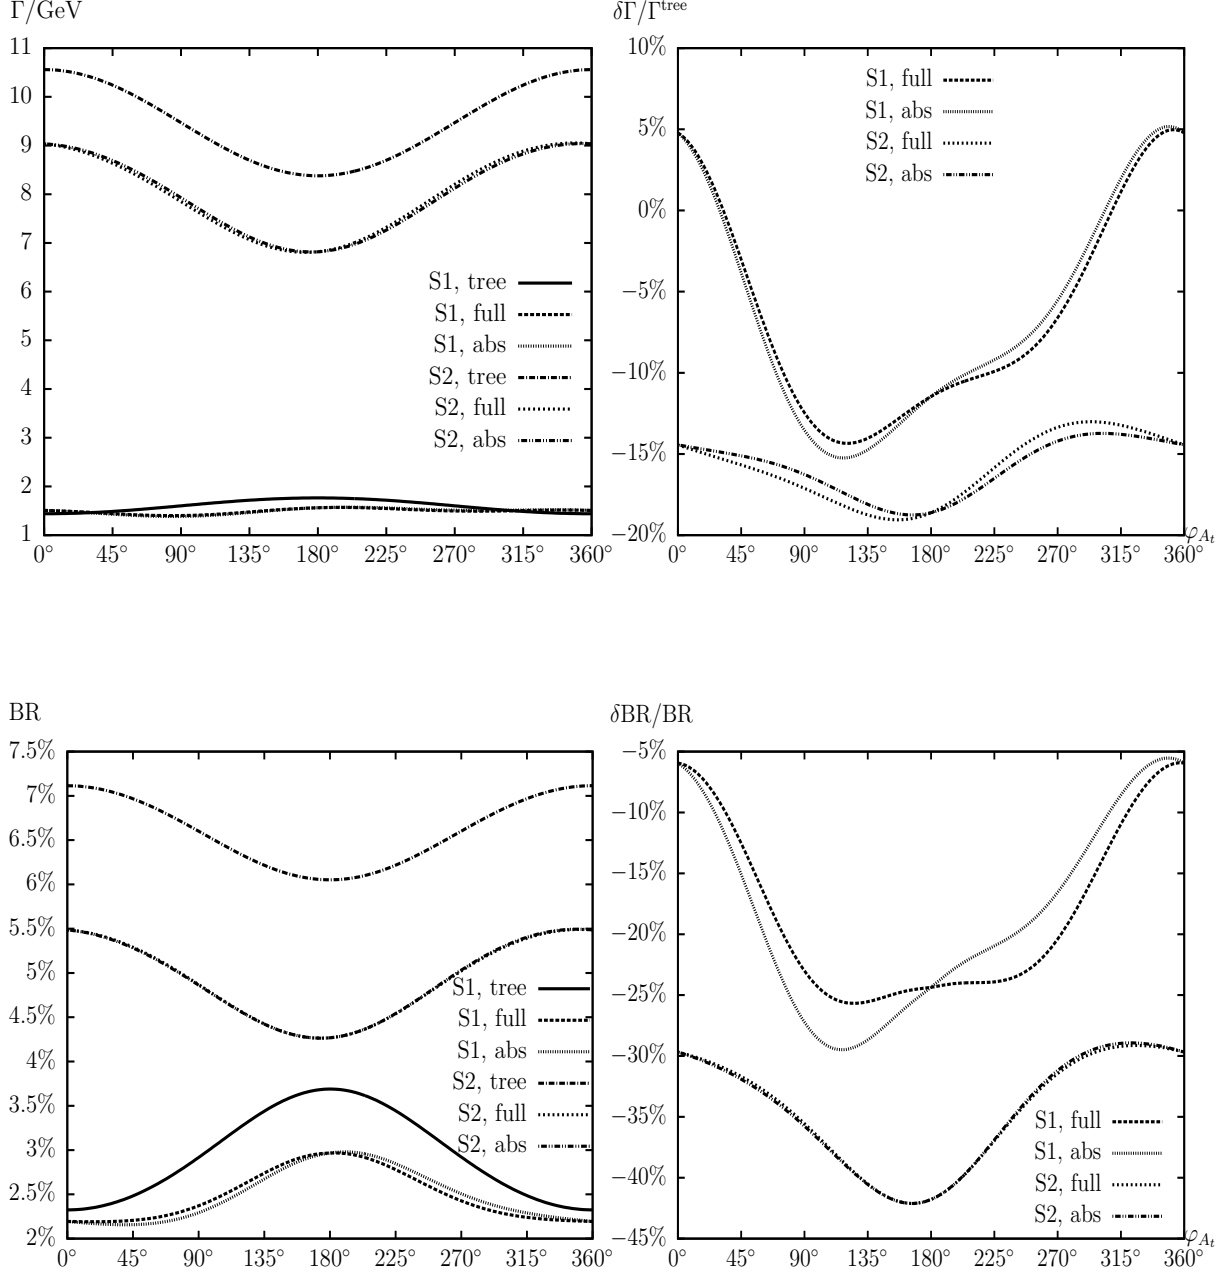 Γ/GeV
11
10
9
8
7
6
5
4
3
2
1
0° 45° 90° 135° 180° 225° 270° 315° 360°
S1, tree
S1, full
S1, abs
S2, tree
S2, full
S2, abs
δΓ/Γ^tree
10%
5%
0%
−5%
−10%
−15%
−20%
0° 45° 90° 135° 180° 225° 270° 315° 360°
φ_{A_t}
S1, full
S1, abs
S2, full
S2, abs
BR
7.5%
7%
6.5%
6%
5.5%
5%
4.5%
4%
3.5%
3%
2.5%
2%
0° 45° 90° 135° 180° 225° 270° 315° 360°
S1, tree
S1, full
S1, abs
S2, tree
S2, full
S2, abs
δBR/BR
−5%
−10%
−15%
−20%
−25%
−30%
−35%
−40%
−45%
0° 45° 90° 135° 180° 225° 270° 315° 360°
φ_{A_t}
S1, full
S1, abs
S2, full
S2, abs